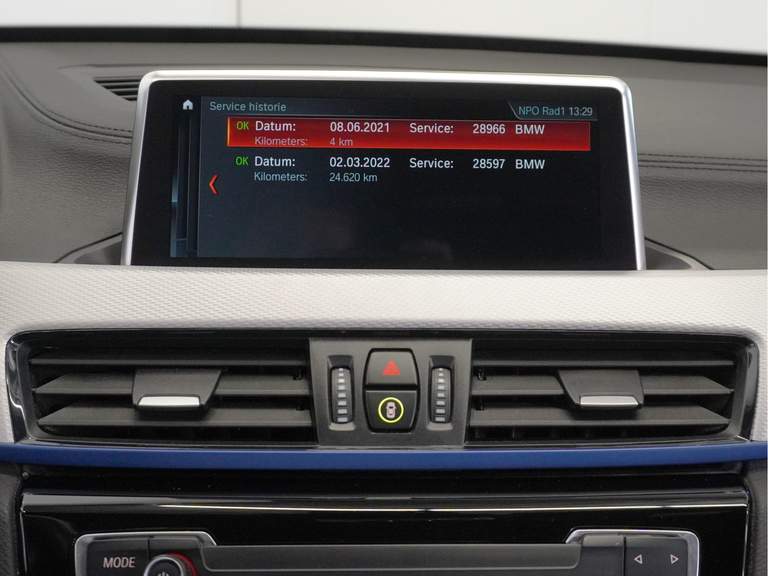 Service historie
NPO Rad1 13:29
OK Datum: 08.06.2021 Service: 28966 BMW
Kilometers: 4 km
OK Datum: 02.03.2022 Service: 28597 BMW
Kilometers: 24.620 km
MODE